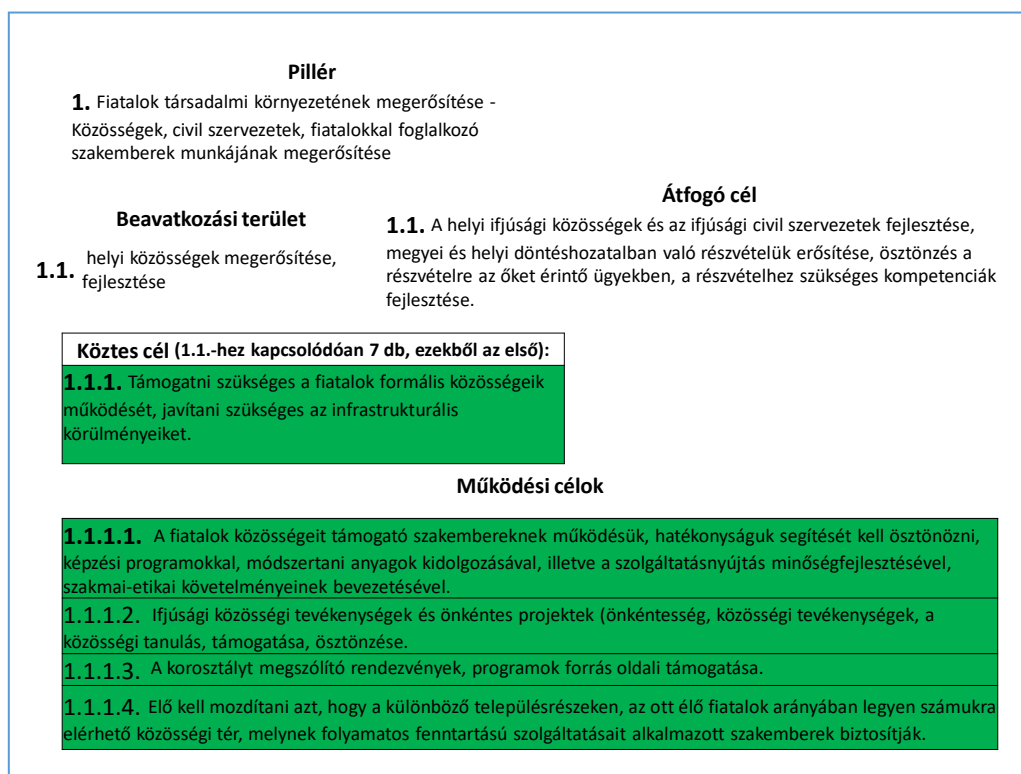 Pillér
1. Fiatalok társadalmi környezetének megerősítése -
Közösségek, civil szervezetek, fiatalokkal foglalkozó
szakemberek munkájának megerősítése
Beavatkozási terület
1.1. helyi közösségek megerősítése,
fejlesztése
Átfogó cél
1.1. A helyi ifjúsági közösségek és az ifjúsági civil szervezetek fejlesztése,
megyei és helyi döntéshozatalban való részvételük erősítése, ösztönzés a
részvételre az őket érintő ügyekben, a részvételhez szükséges kompetenciák
fejlesztése.
Köztes cél (1.1.-hez kapcsolódóan 7 db, ezekből az első):
1.1.1. Támogatni szükséges a fiatalok formális közösségeik
működését, javítani szükséges az infrastrukturális
körülményeiket.
Működési célok
1.1.1.1. A fiatalok közösségeit támogató szakembereknek működésük, hatékonyságuk segítését kell ösztönözni,
képzési programokkal, módszertani anyagok kidolgozásával, illetve a szolgáltatásnyújtás minőségfejlesztésével,
szakmai-etikai követelményeinek bevezetésével.
1.1.1.2. Ifjúsági közösségi tevékenységek és önkéntes projektek (önkéntesség, közösségi tevékenységek, a
közösségi tanulás, támogatása, ösztönzése.
1.1.1.3. A korosztályt megszólító rendezvények, programok forrás oldali támogatása.
1.1.1.4. Elő kell mozdítani azt, hogy a különböző településrészeken, az ott élő fiatalok arányában legyen számukra
elérhető közösségi tér, melynek folyamatos fenntartású szolgáltatásait alkalmazott szakemberek biztosítják.